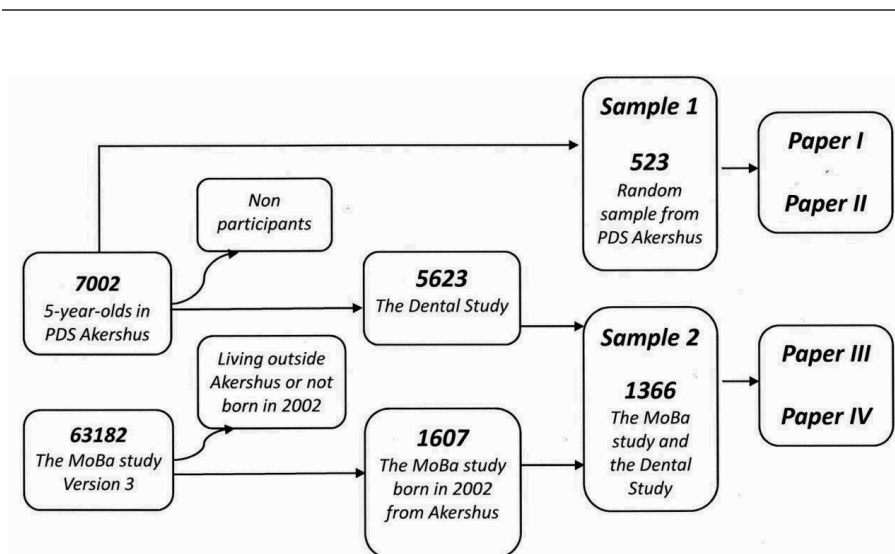 Sample 1
523
Random
sample from
PDS Akershus
Paper I
Paper II
Non
participants
7002
5-year-olds in
PDS Akershus
5623
The Dental Study
Sample 2
1366
The MoBa
study and
the Dental
Study
Paper III
Paper IV
Living outside
Akershus or not
born in 2002
63182
The MoBa study
Version 3
1607
The MoBa study
born in 2002
from Akershus